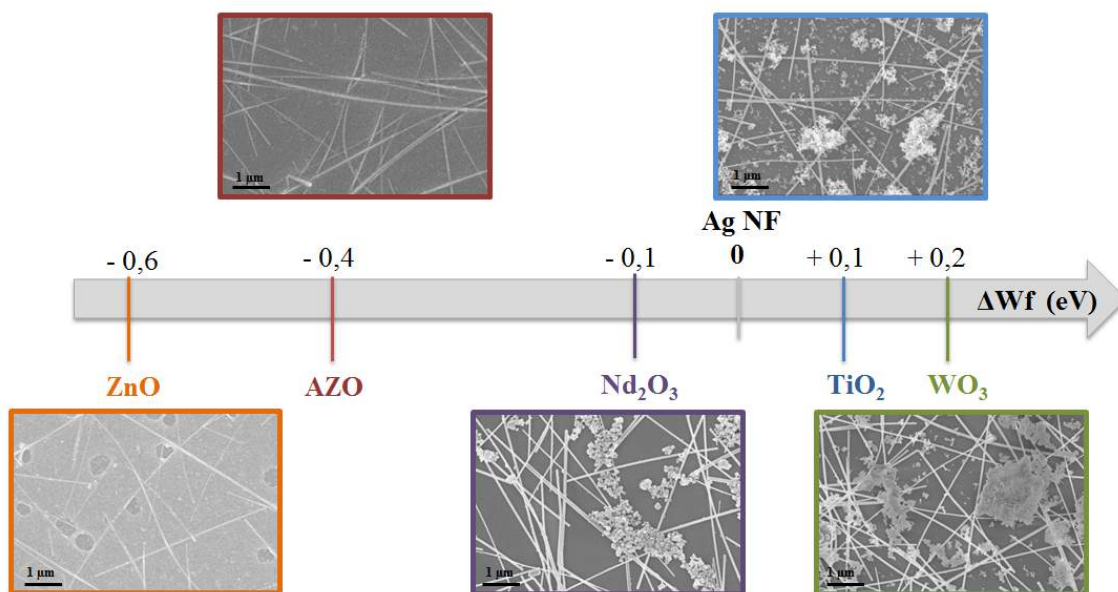 1 µm
1 µm
Ag NF
- 0,6
- 0,4
- 0,1
0
+ 0,1
+ 0,2
ΔWf (eV)
ZnO
AZO
Nd₂O₃
TiO₂
WO₃
1 µm
1 µm
1 µm